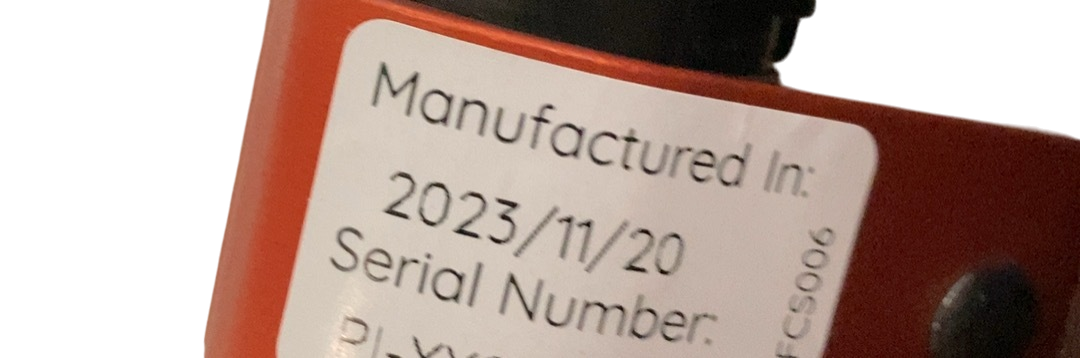 Manufactured In:
2023/11/20
Serial Number:
FCS006